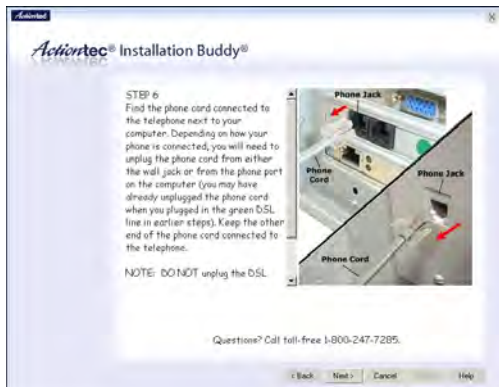 Actiontec
Actiontec® Installation Buddy®
STEP 6
Find the phone cord connected to
the telephone next to your
computer. Depending on how your
phone is connected, you will need to
unplug the phone cord from either
the wall jack or from the phone port
on the computer (you may have
already unplugged the phone cord
when you plugged in the green DSL
line in earlier steps). Keep the other
end of the phone cord connected to
the telephone.
NOTE: DO NOT unplug the DSL
Phone Jack
Phone
Cord
Phone Jack
Phone Cord
Questions? Call toll-free 1-800-247-7285.
< Back
Next >
Cancel
Help